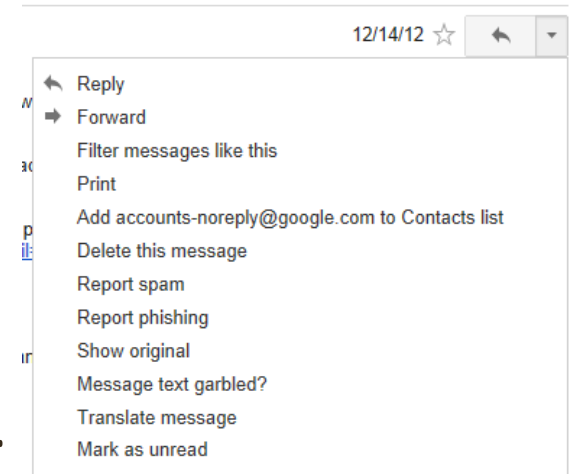 12/14/12
Reply
Forward
Filter messages like this
Print
Add accounts-noreply@google.com to Contacts list
Delete this message
Report spam
Report phishing
Show original
Message text garbled?
Translate message
Mark as unread